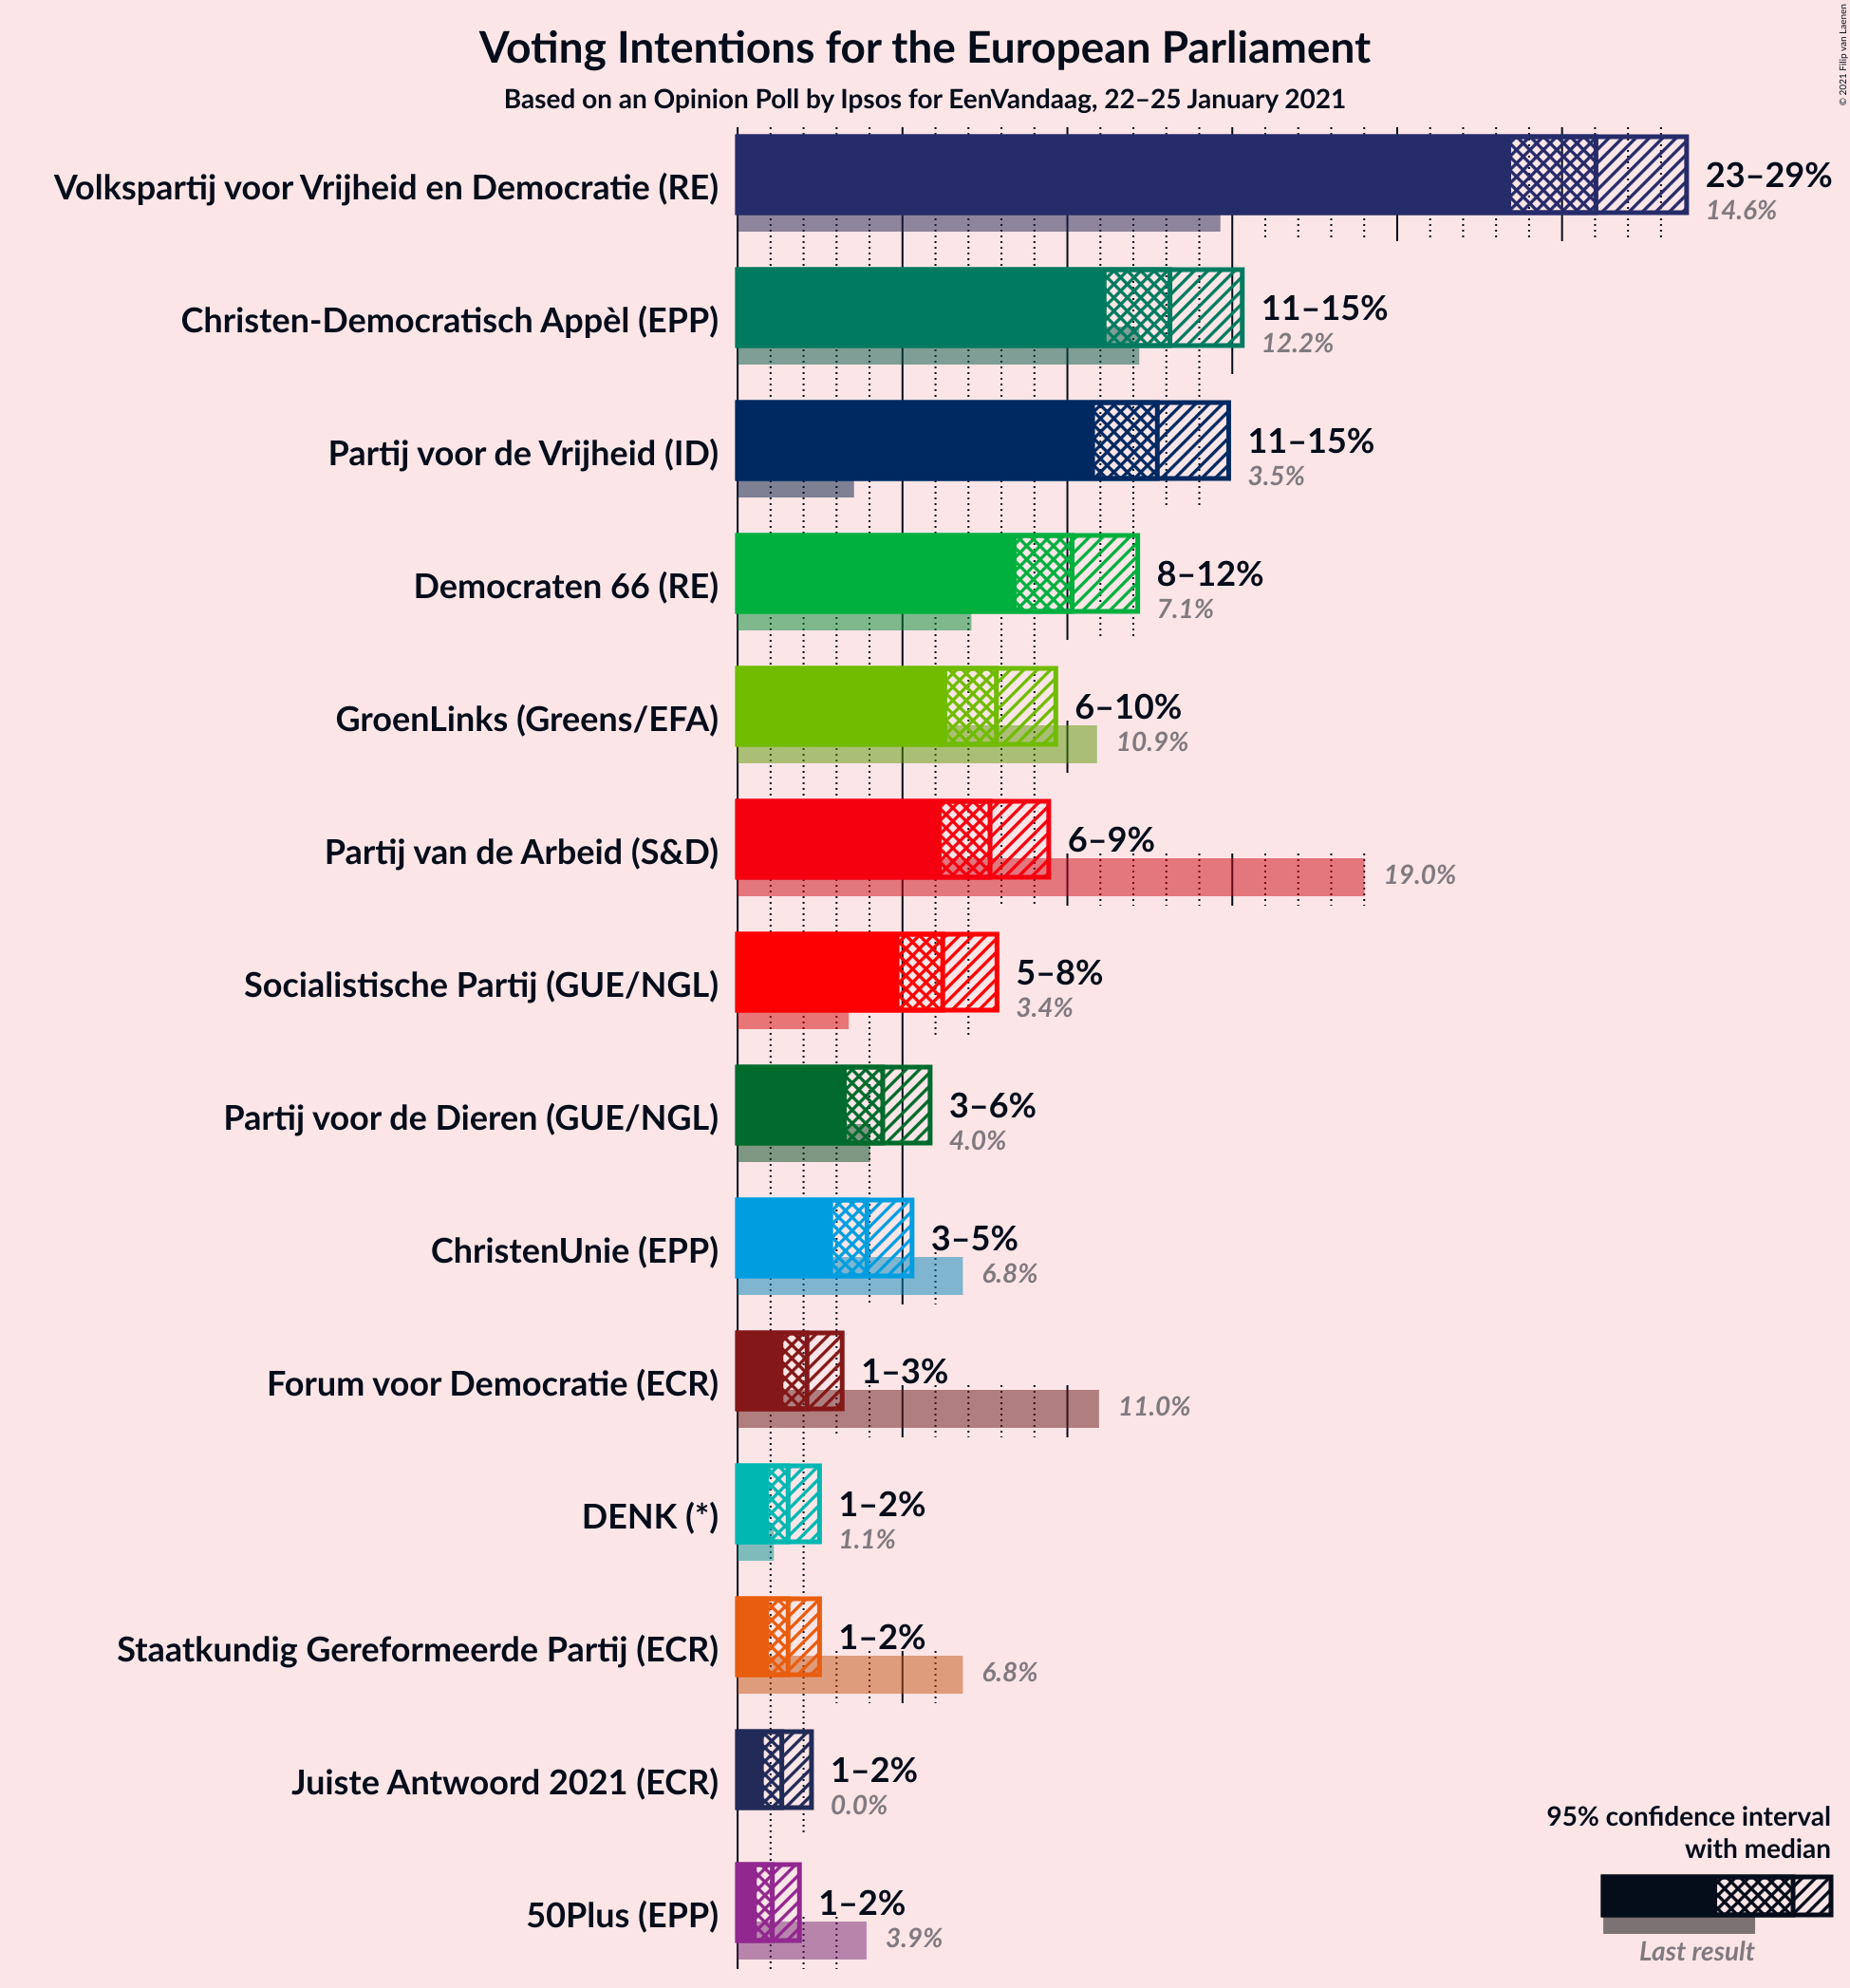 Voting Intentions for the European Parliament
Based on an Opinion Poll by Ipsos for EenVandaag, 22–25 January 2021
© 2021 Filip van Laenen
Volkspartij voor Vrijheid en Democratie (RE)
23–29%
14.6%
Christen-Democratisch Appèl (EPP)
11–15%
12.2%
Partij voor de Vrijheid (ID)
11–15%
3.5%
Democraten 66 (RE)
8–12%
7.1%
GroenLinks (Greens/EFA)
6–10%
10.9%
Partij van de Arbeid (S&D)
6–9%
19.0%
Socialistische Partij (GUE/NGL)
5–8%
3.4%
Partij voor de Dieren (GUE/NGL)
3–6%
4.0%
ChristenUnie (EPP)
3–5%
6.8%
Forum voor Democratie (ECR)
1–3%
11.0%
DENK (*)
1–2%
1.1%
Staatkundig Gereformeerde Partij (ECR)
1–2%
6.8%
Juiste Antwoord 2021 (ECR)
1–2%
0.0%
50Plus (EPP)
1–2%
3.9%
95% confidence interval
with median
Last result